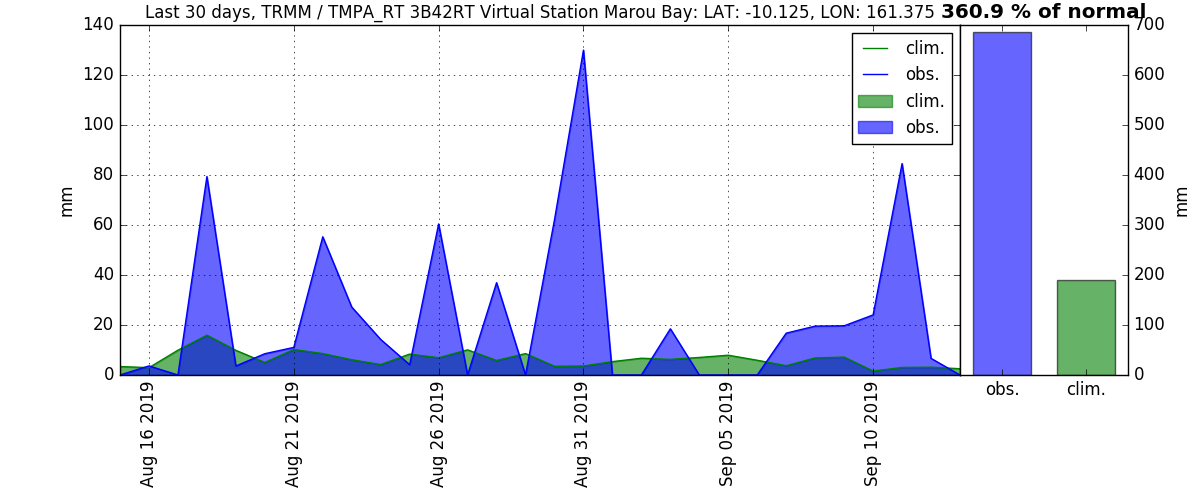 Last 30 days, TRMM / TMPA_RT 3B42RT Virtual Station Marou Bay: LAT: -10.125, LON: 161.375 360.9 % of normal
140
120
100
80
60
40
20
0
mm
clim.
obs.
clim.
obs.
700
600
500
400
300
200
100
0
mm
Aug 16 2019
Aug 21 2019
Aug 26 2019
Aug 31 2019
Sep 05 2019
Sep 10 2019
obs. clim.